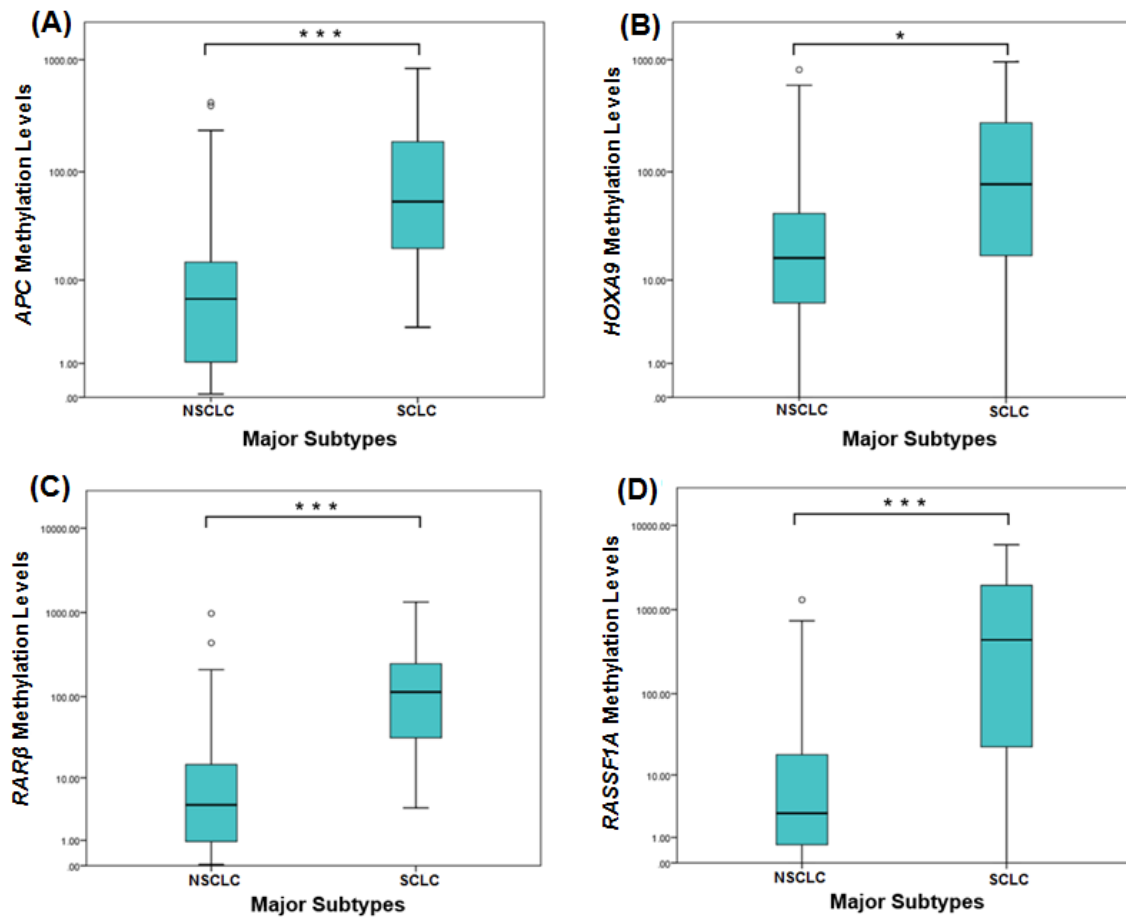 (A)
* * *
APC Methylation Levels
1000.00
100.00
10.00
1.00
.00
NSCLC SCLC
Major Subtypes
(B)
*
HOXA9 Methylation Levels
1000.00
100.00
10.00
1.00
.00
NSCLC SCLC
Major Subtypes
(C)
* * *
RARβ Methylation Levels
10000.00
1000.00
100.00
10.00
1.00
.00
NSCLC SCLC
Major Subtypes
(D)
* * *
RASSF1A Methylation Levels
10000.00
1000.00
100.00
10.00
1.00
.00
NSCLC SCLC
Major Subtypes